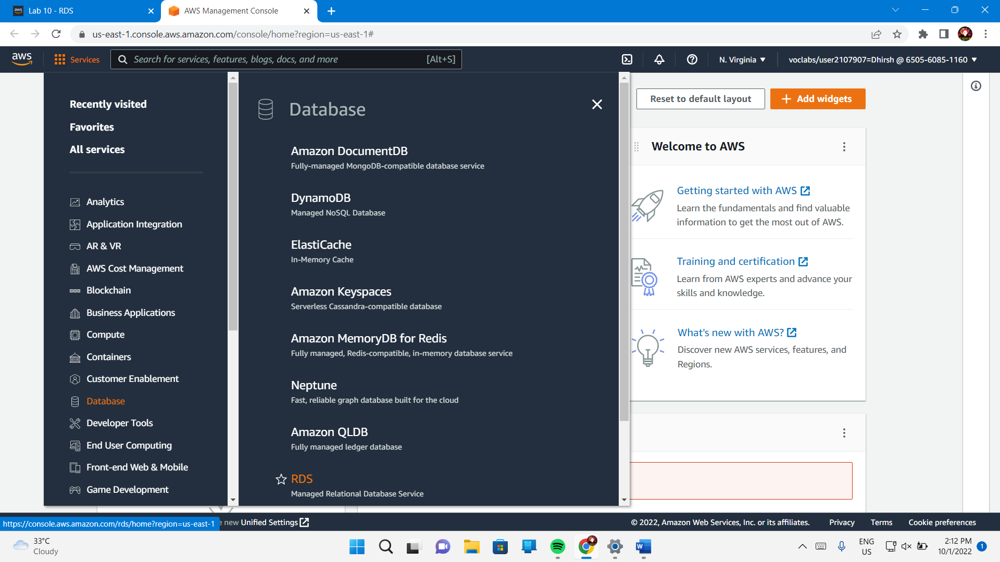 Lab 10 - RDS
AWS Management Console
us-east-1.console.aws.amazon.com/console/home?region=us-east-1#
aws
Services
Search for services, features, blogs, docs, and more
[Alt+S]
N. Virginia
voclabs/user2107907=Dhirsh @ 6505-6085-1160
Recently visited
Favorites
All services
Analytics
Application Integration
AR & VR
AWS Cost Management
Blockchain
Business Applications
Compute
Containers
Customer Enablement
Database
Developer Tools
End User Computing
Front-end Web & Mobile
Game Development
Database
Amazon DocumentDB
Fully-managed MongoDB-compatible database service
DynamoDB
Managed NoSQL Database
ElastiCache
In-Memory Cache
Amazon Keyspaces
Serverless Cassandra-compatible database
Amazon MemoryDB for Redis
Fully managed, Redis-compatible, in-memory database service
Neptune
Fast, reliable graph database built for the cloud
Amazon QLDB
Fully managed ledger database
RDS
Managed Relational Database Service
Reset to default layout
Add widgets
Welcome to AWS
Getting started with AWS
Learn the fundamentals and find valuable
information to get the most out of AWS.
Training and certification
Learn from AWS experts and advance your
skills and knowledge.
What's new with AWS?
Discover new AWS services, features, and
Regions.
https://console.aws.amazon.com/rds/home?region=us-east-1
e new Unified Settings
© 2022, Amazon Web Services, Inc. or its affiliates.
Privacy
Terms
Cookie preferences
33°C
Cloudy
ENG
US
2:12 PM
10/1/2022
1